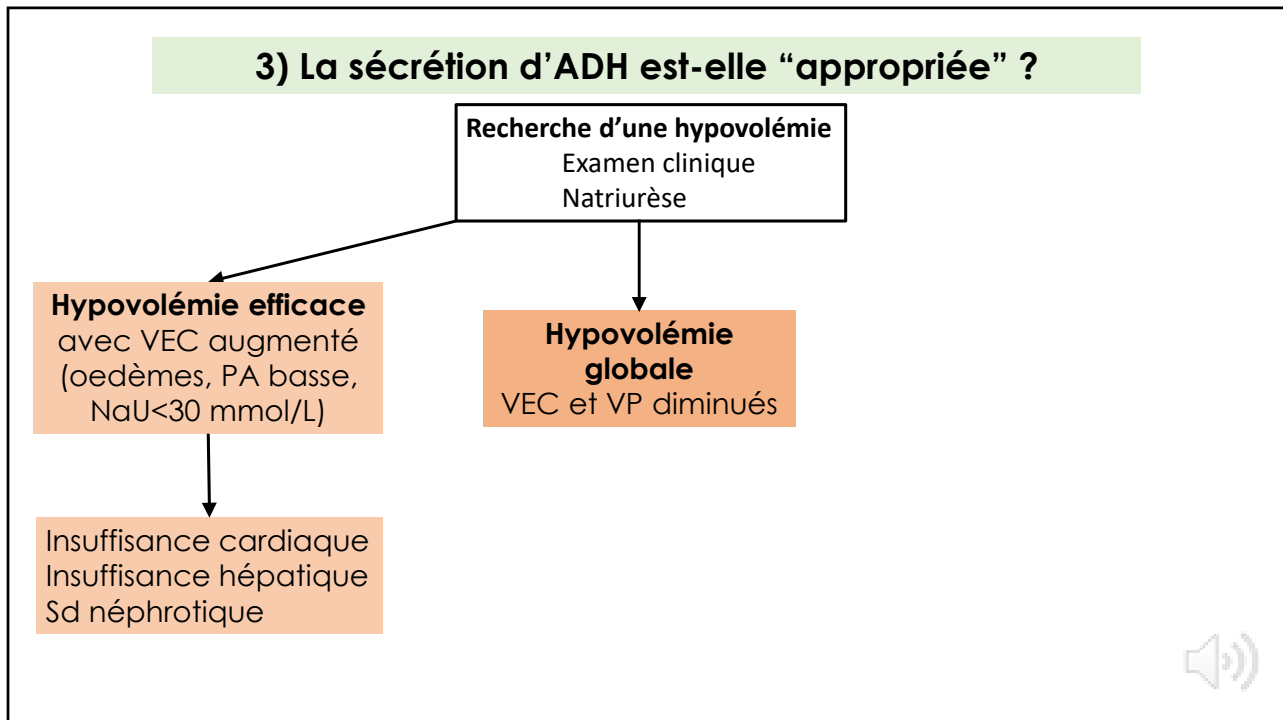 3) La sécrétion d’ADH est-elle “appropriée” ?
Recherche d’une hypovolémie
Examen clinique
Natriurèse
Hypovolémie efficace
avec VEC augmenté
(oedèmes, PA basse,
NaU<30 mmol/L)
Hypovolémie
globale
VEC et VP diminués
Insuffisance cardiaque
Insuffisance hépatique
Sd néphrotique